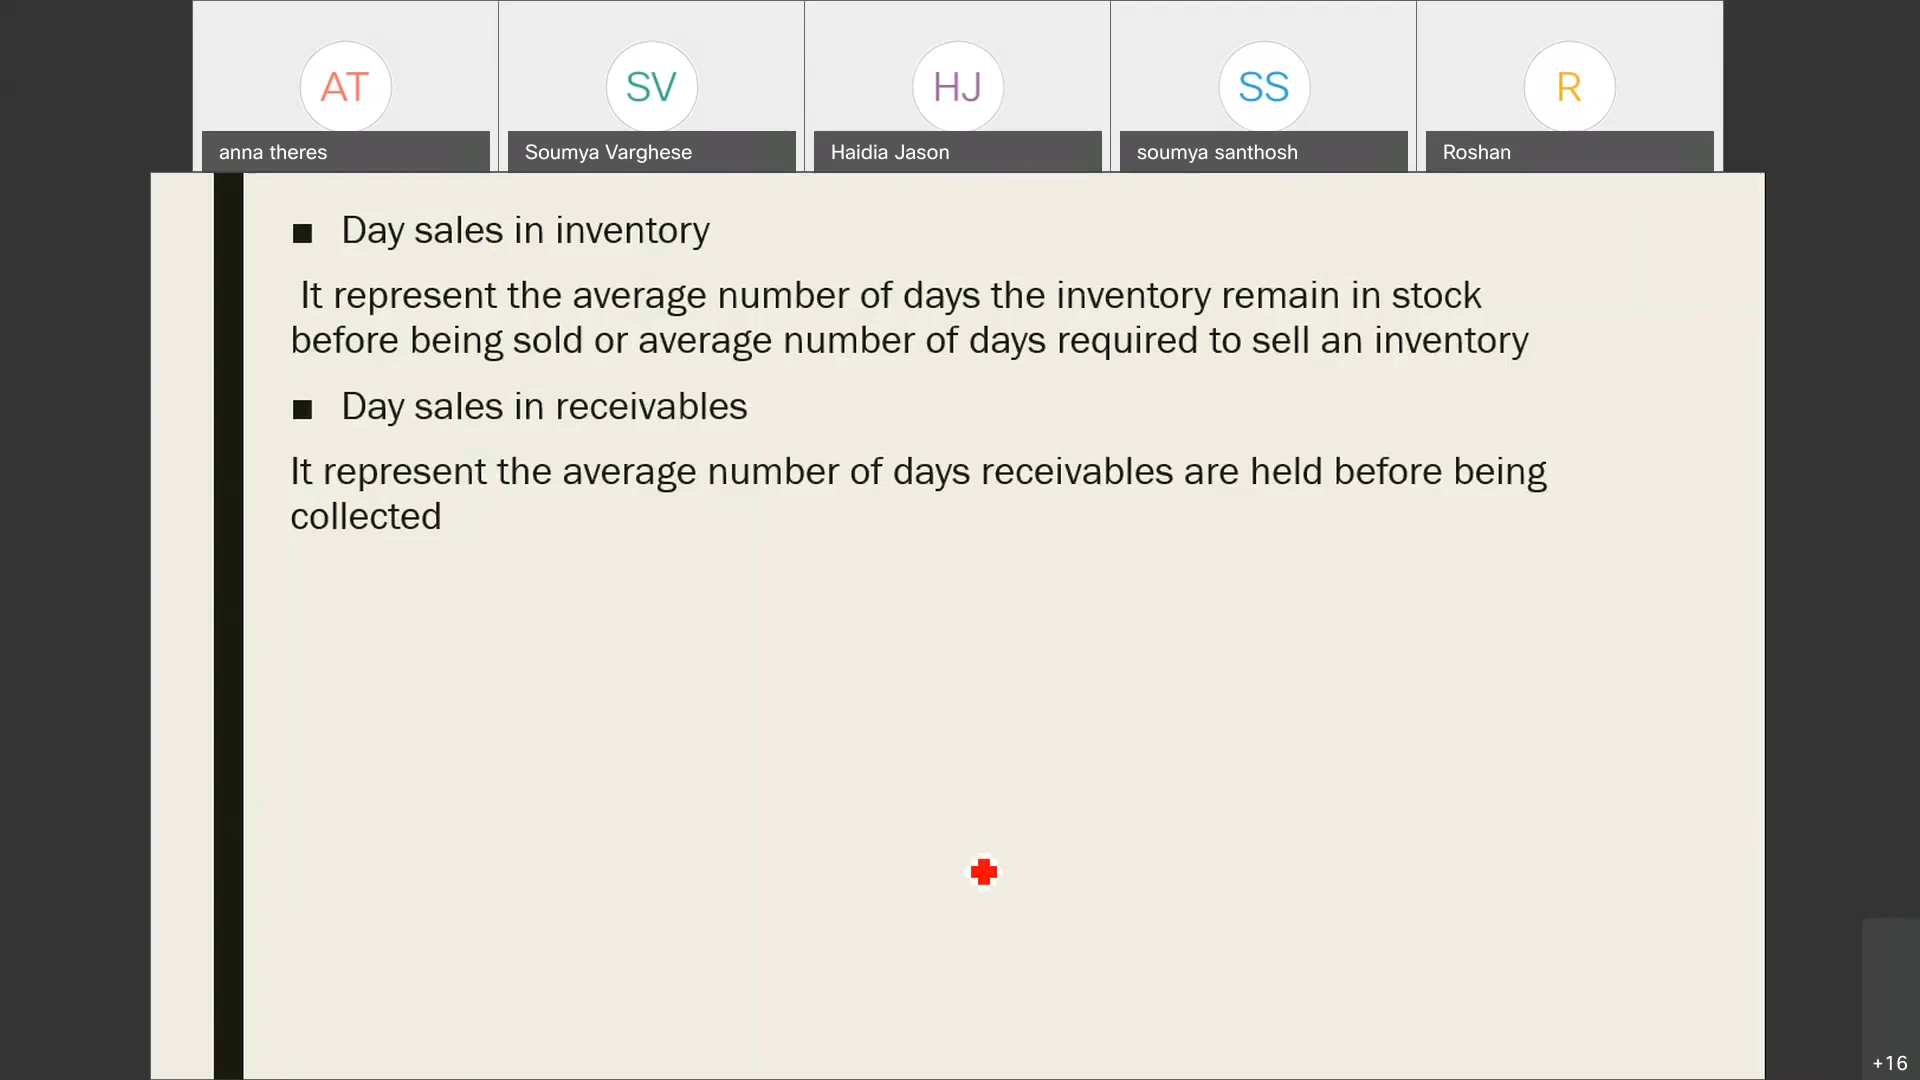 AT
SV
HJ
SS
R
anna theres
Soumya Varghese
Haidia Jason
soumya santhosh
Roshan
■ Day sales in inventory
It represent the average number of days the inventory remain in stock
before being sold or average number of days required to sell an inventory
■ Day sales in receivables
It represent the average number of days receivables are held before being
collected
+16